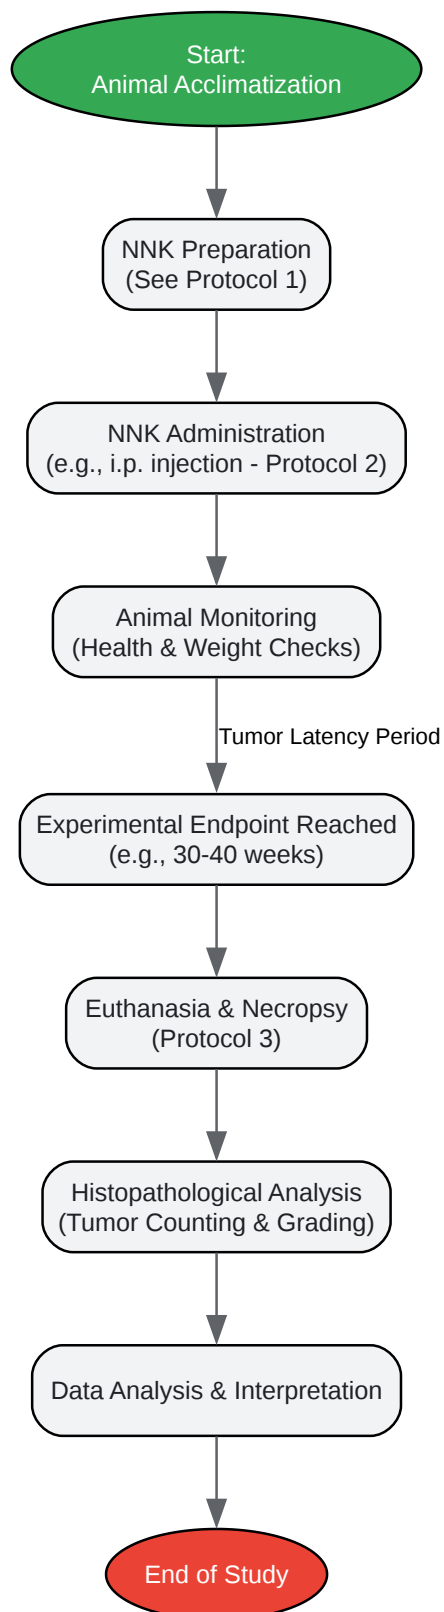 Start:
Animal Acclimatization
NNK Preparation
(See Protocol 1)
NNK Administration
(e.g., i.p. injection - Protocol 2)
Animal Monitoring
(Health & Weight Checks)
Tumor Latency Period
Experimental Endpoint Reached
(e.g., 30-40 weeks)
Euthanasia & Necropsy
(Protocol 3)
Histopathological Analysis
(Tumor Counting & Grading)
Data Analysis & Interpretation
End of Study